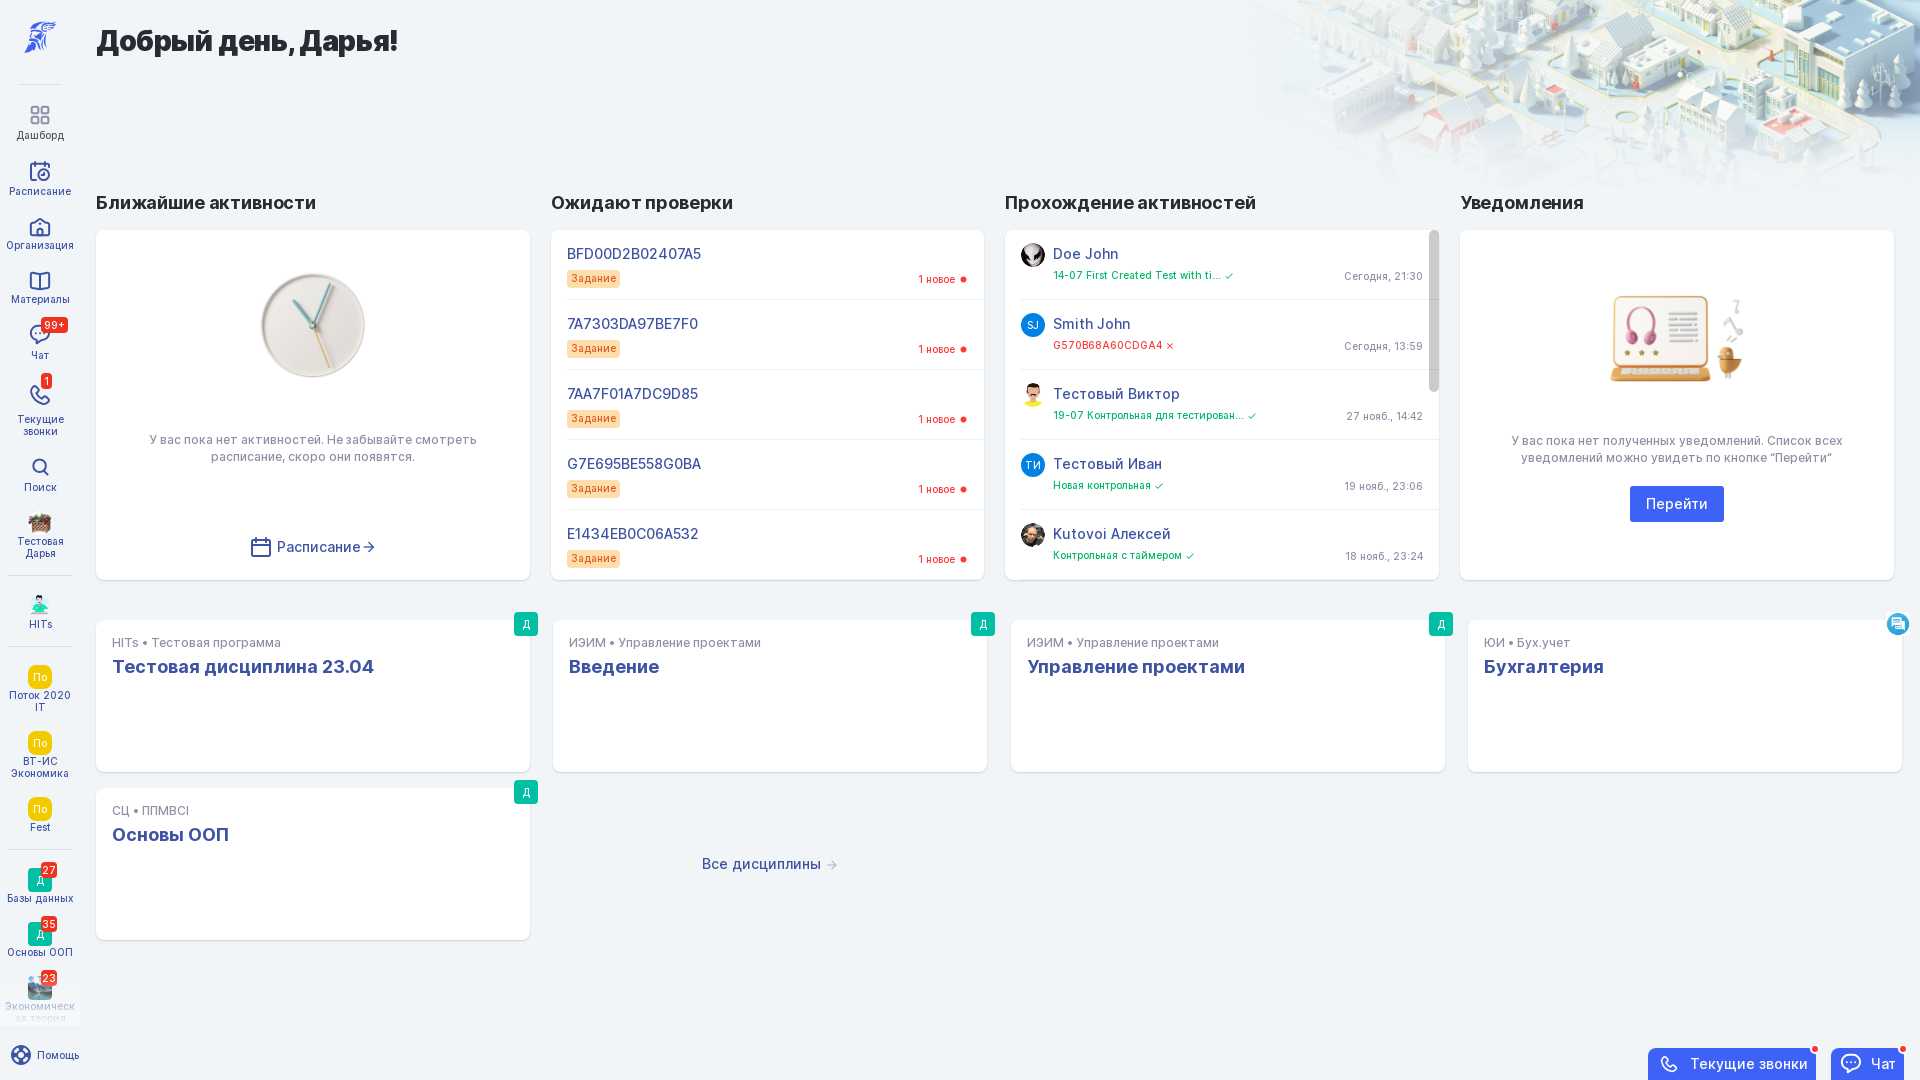 Добрый день, Дарья!
Дашборд
Расписание
Организация
Материалы
99+
Чат
1
Текущие
звонки
Поиск
Тестовая
Дарья
HITs
По
Поток 2020
IT
По
ВТ-ИС
Экономика
По
Fest
27
Д
Базы данных
35
Д
Основы ООП
23
Экономическ
ая теория
Помощь
Ближайшие активности
У вас пока нет активностей. Не забывайте смотреть
расписание, скоро они появятся.
Расписание
Ожидают проверки
BFD00D2B02407A5
Задание
1 новое
7A7303DA97BE7F0
Задание
1 новое
7AA7F01A7DC9D85
Задание
1 новое
G7E695BE558G0BA
Задание
1 новое
E1434EB0C06A532
Задание
1 новое
Прохождение активностей
Doe John
14-07 First Created Test with ti...
Сегодня, 21:30
SJ
Smith John
G570B68A60CDGA4
Сегодня, 13:59
Тестовый Виктор
19-07 Контрольная для тестирован...
27 нояб., 14:42
ТИ
Тестовый Иван
Новая контрольная
19 нояб., 23:06
Kutovoi Алексей
Контрольная с таймером
18 нояб., 23:24
Уведомления
У вас пока нет полученных уведомлений. Список всех
уведомлений можно увидеть по кнопке “Перейти“
Перейти
Д
HITs • Тестовая программа
Тестовая дисциплина 23.04
Д
ИЭИМ • Управление проектами
Введение
Д
ИЭИМ • Управление проектами
Управление проектами
ЮИ • Бух.учет
Бухгалтерия
Д
СЦ • ППМВСI
Основы ООП
Все дисциплины
Текущие звонки
Чат